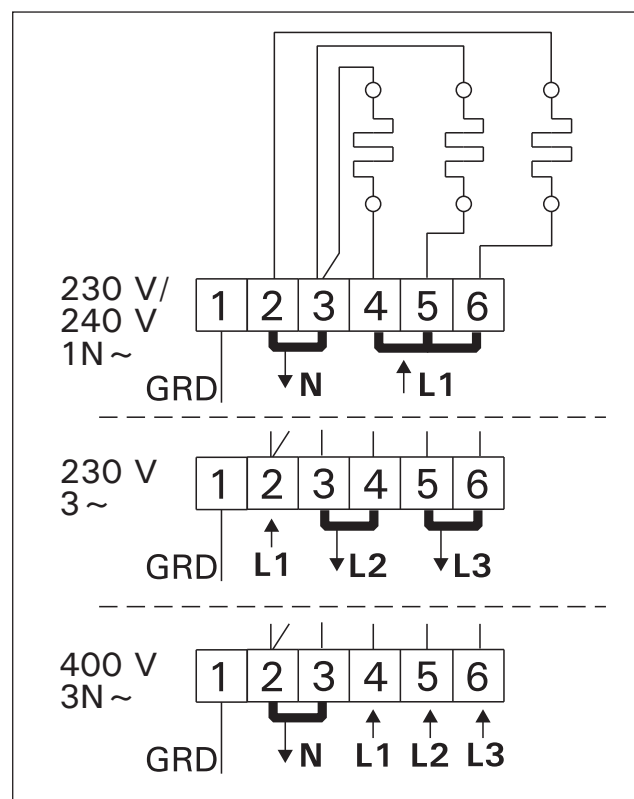 230 V/
240 V
1N ~
1 2 3 4 5 6
GRD N L1
230 V
3 ~
1 2 3 4 5 6
GRD L1 L2 L3
400 V
3N ~
1 2 3 4 5 6
GRD N L1 L2 L3